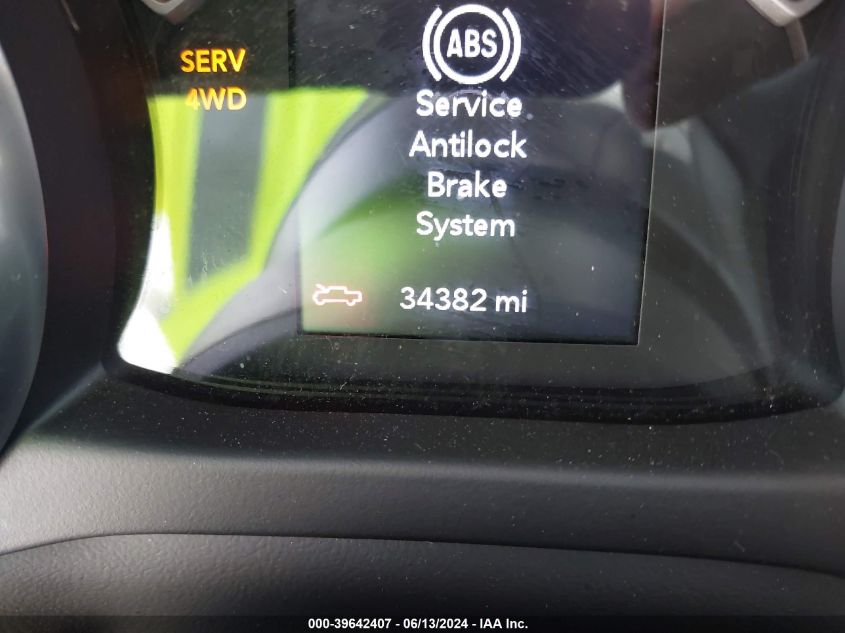 SERV
4WD
ABS
Service
Antilock
Brake
System
34382 mi
000-39642407 - 06/13/2024 - IAA Inc.